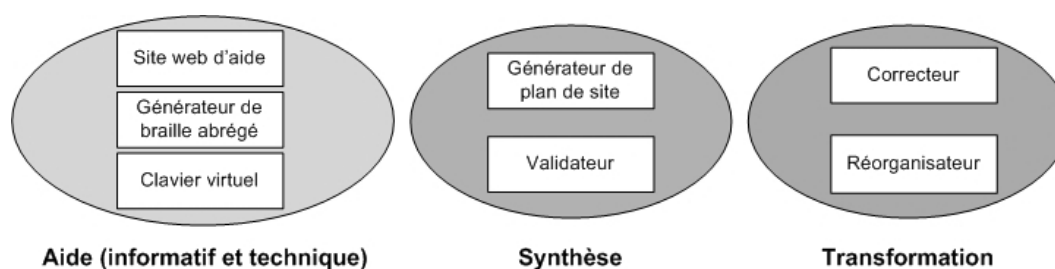 Site web d'aide
Générateur de
braille abrégé
Clavier virtuel
Aide (informatif et technique)
Générateur de
plan de site
Validateur
Synthèse
Correcteur
Réorganisateur
Transformation